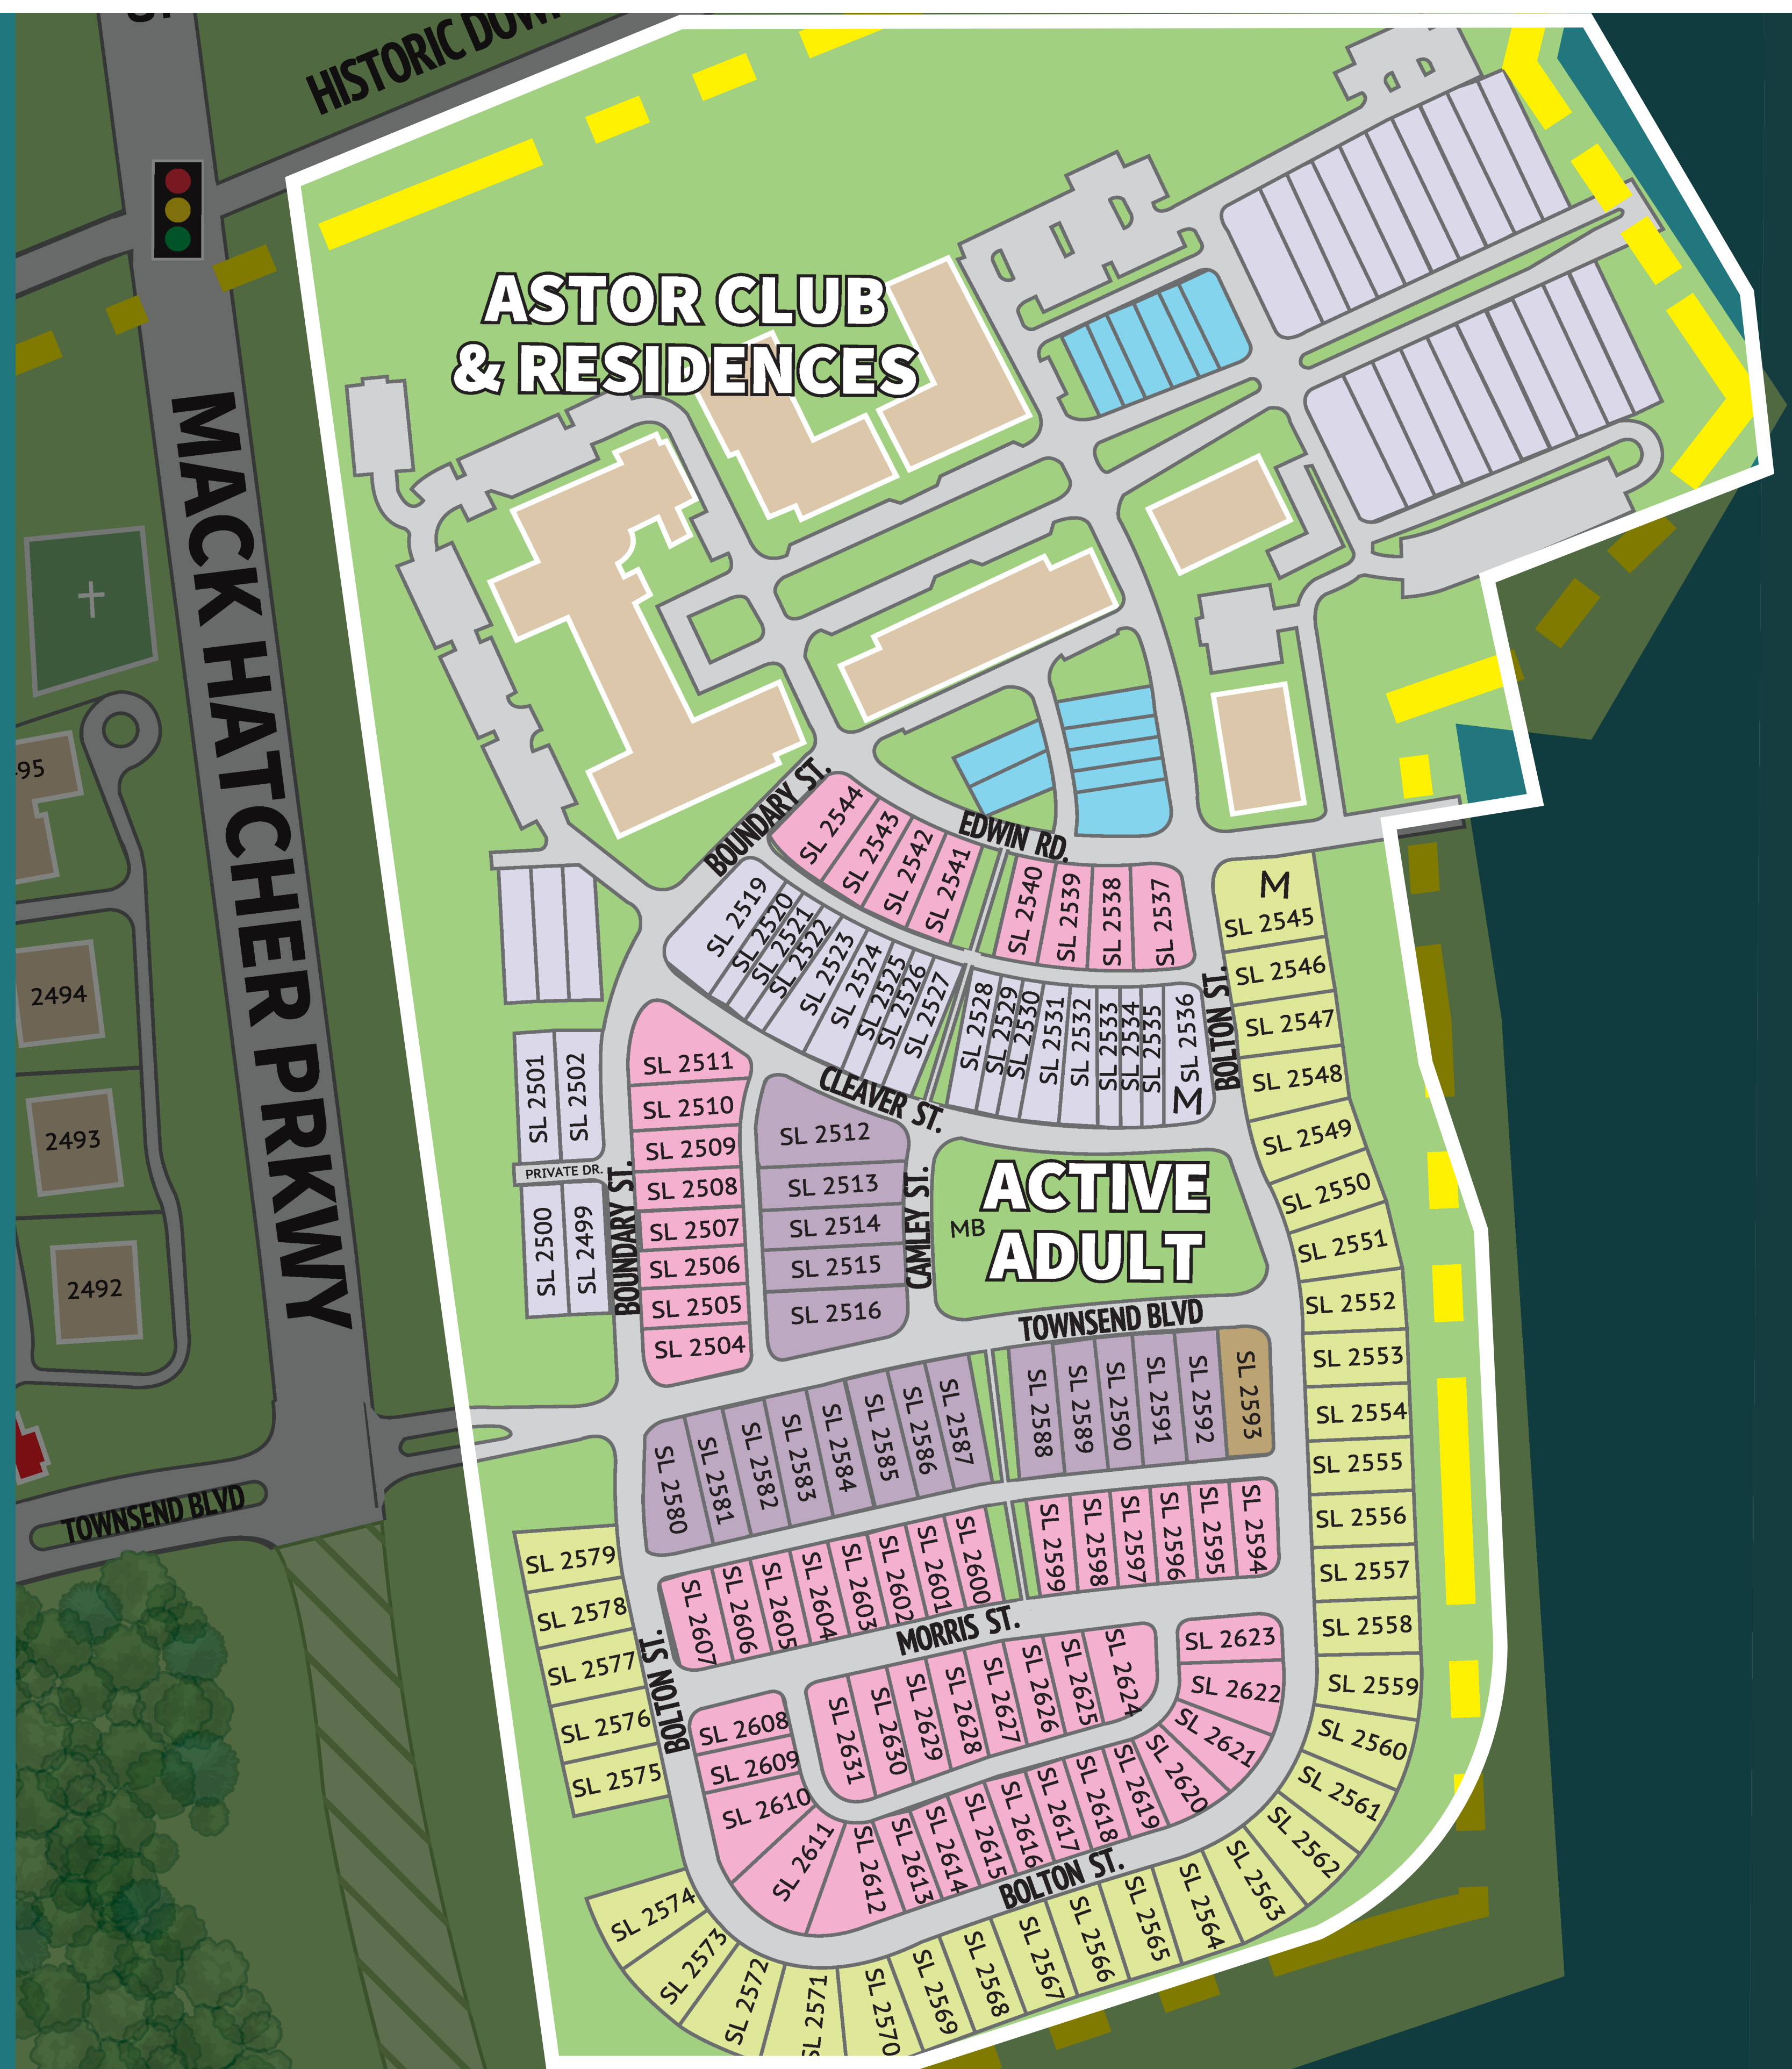 HISTORIC DOW
ASTOR CLUB
& RESIDENCES
MACK HATCHER PRKWY
BOUNDARY ST.
EDWIN RD.
SL 2544
SL 2543
SL 2542
SL 2541
SL 2540
SL 2539
SL 2538
SL 2537
SL 2519
SL 2520
SL 2521
SL 2522
SL 2523
SL 2524
SL 2525
SL 2526
SL 2527
SL 2528
SL 2529
SL 2530
SL 2531
SL 2532
SL 2533
SL 2534
SL 2535
SL 2536
M
BOLTON ST.
CLEAVER ST.
M
SL 2545
SL 2546
SL 2547
SL 2548
SL 2549
SL 2550
SL 2551
SL 2552
SL 2553
SL 2554
SL 2555
SL 2556
SL 2557
SL 2558
SL 2559
SL 2560
SL 2561
SL 2562
SL 2563
SL 2564
SL 2565
SL 2566
SL 2567
SL 2568
SL 2569
SL 2570
SL 2571
SL 2572
SL 2573
SL 2574
SL 2575
SL 2576
SL 2577
SL 2578
SL 2579
495
2494
2493
2492
SL 2501
SL 2502
PRIVATE DR.
SL 2500
SL 2499
BOUNDARY ST.
SL 2511
SL 2510
SL 2509
SL 2508
SL 2507
SL 2506
SL 2505
SL 2504
SL 2512
SL 2513
SL 2514
SL 2515
SL 2516
CAMLEY ST.
MB
ACTIVE
ADULT
TOWNSEND BLVD
SL 2580
SL 2581
SL 2582
SL 2583
SL 2584
SL 2585
SL 2586
SL 2587
SL 2588
SL 2589
SL 2590
SL 2591
SL 2592
SL 2593
TOWNSEND BLVD
SL 2607
SL 2606
SL 2605
SL 2604
SL 2603
SL 2602
SL 2601
SL 2600
SL 2599
SL 2598
SL 2597
SL 2596
SL 2595
SL 2594
MORRIS ST.
BOLTON ST.
SL 2608
SL 2609
SL 2610
SL 2611
SL 2612
SL 2613
SL 2614
SL 2615
SL 2616
SL 2617
SL 2618
SL 2619
SL 2620
SL 2621
SL 2622
SL 2623
SL 2631
SL 2630
SL 2629
SL 2628
SL 2627
SL 2626
SL 2625
SL 2624
BOLTON ST.